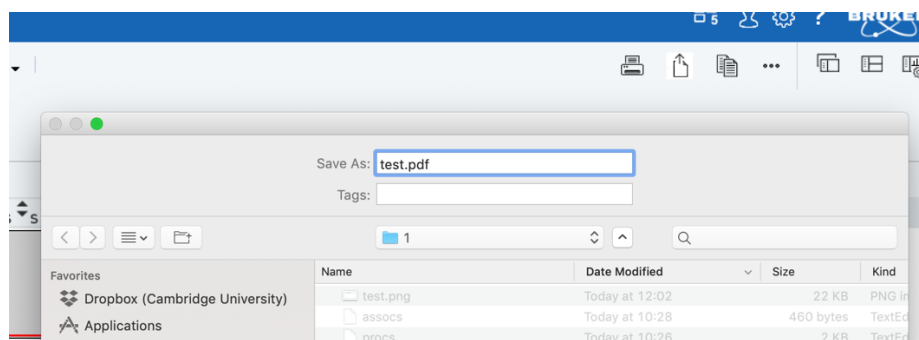 5 ? BRUKER
s s
Save As: test.pdf
Tags:
1
Favorites
Name Date Modified Size Kind
Dropbox (Cambridge University)
test.png Today at 12:02 22 KB PNG im
Applications
assocs Today at 10:28 460 bytes TextEd
procs Today at 10:26 2 KB TextEd